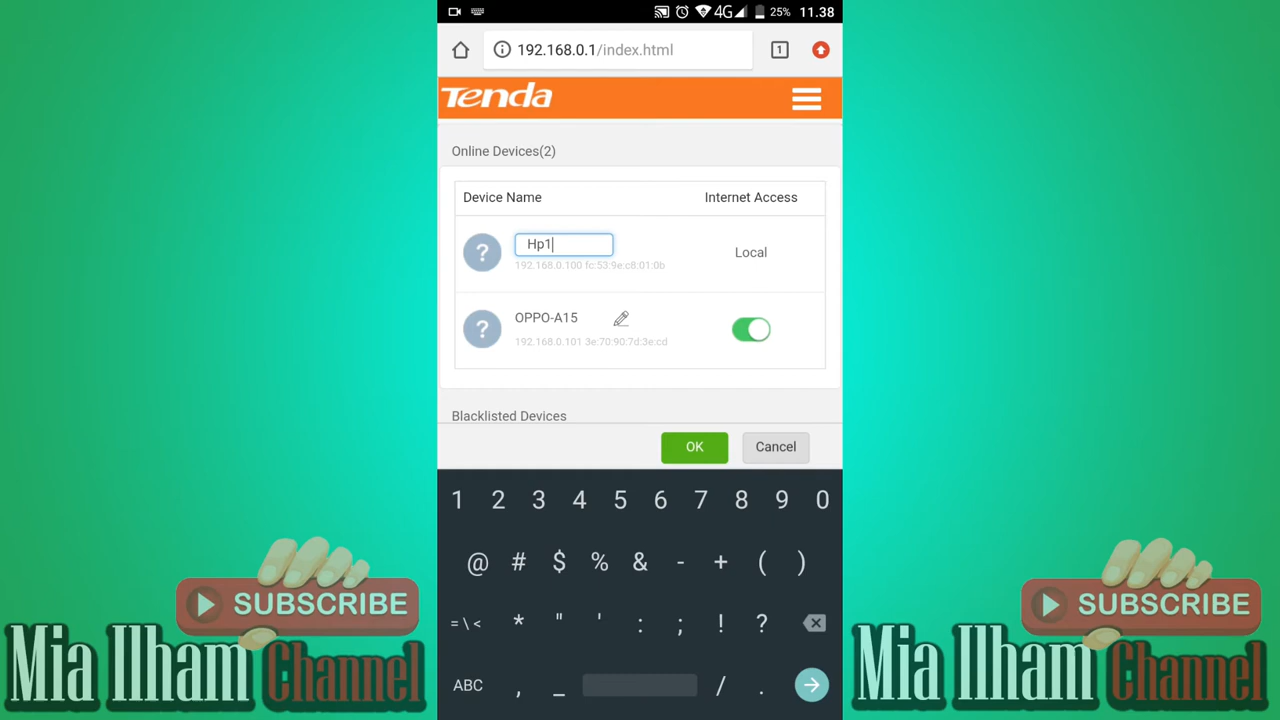 25% 11.38
192.168.0.1/index.html
1
Tenda
Online Devices(2)
Device Name Internet Access
? Hp1 Local
192.168.0.100 fc:53:9e:c8:01:0b
? OPPO-A15
192.168.0.101 3e:70:90:7d:3e:cd
Blacklisted Devices
OK Cancel
1 2 3 4 5 6 7 8 9 0
@ # $ % & - + ( )
= \ < * " ' : ; ! ?
ABC , _ / .
4G
SUBSCRIBE
Mia Ilham Channel
SUBSCRIBE
Mia Ilham Channel